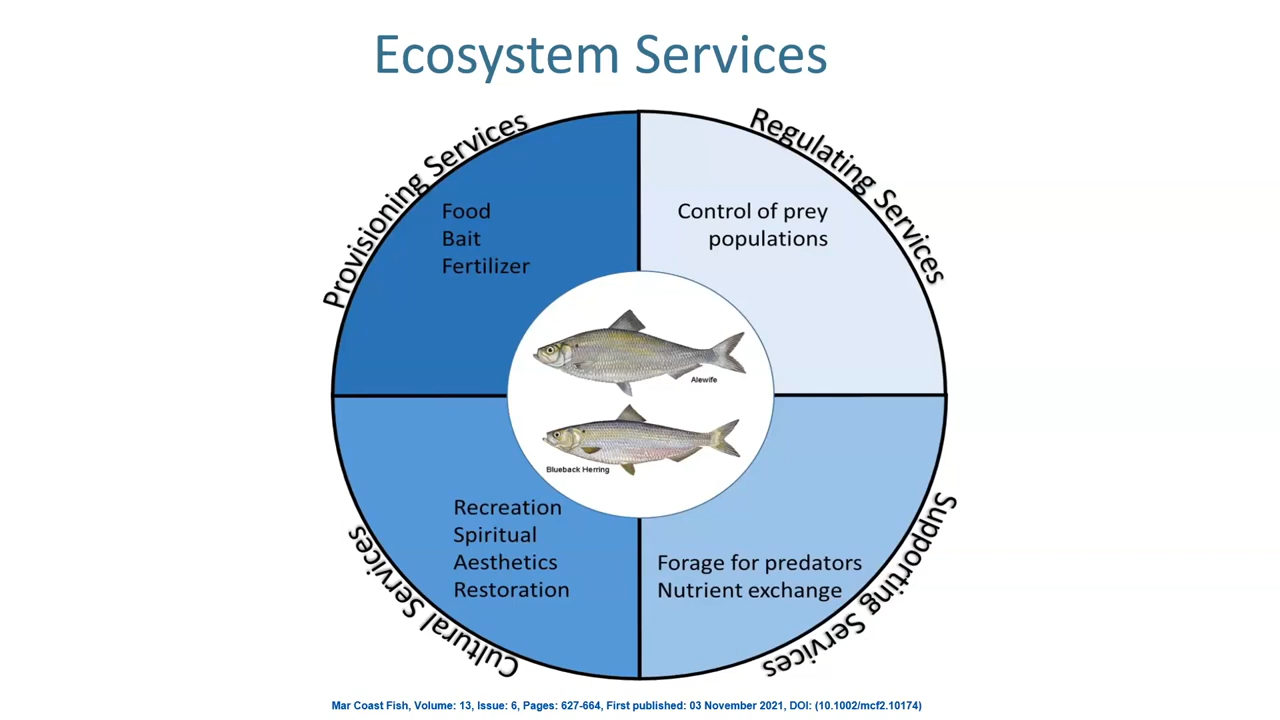 Ecosystem Services
Provisioning Services
Regulating Services
Food
Bait
Fertilizer
Control of prey
populations
Alewife
Blueback Herring
Recreation
Spiritual
Aesthetics
Restoration
Forage for predators
Nutrient exchange
Cultural Services
Supporting Services
Mar Coast Fish, Volume: 13, Issue: 6, Pages: 627-664, First published: 03 November 2021, DOI: (10.1002/mcf2.10174)